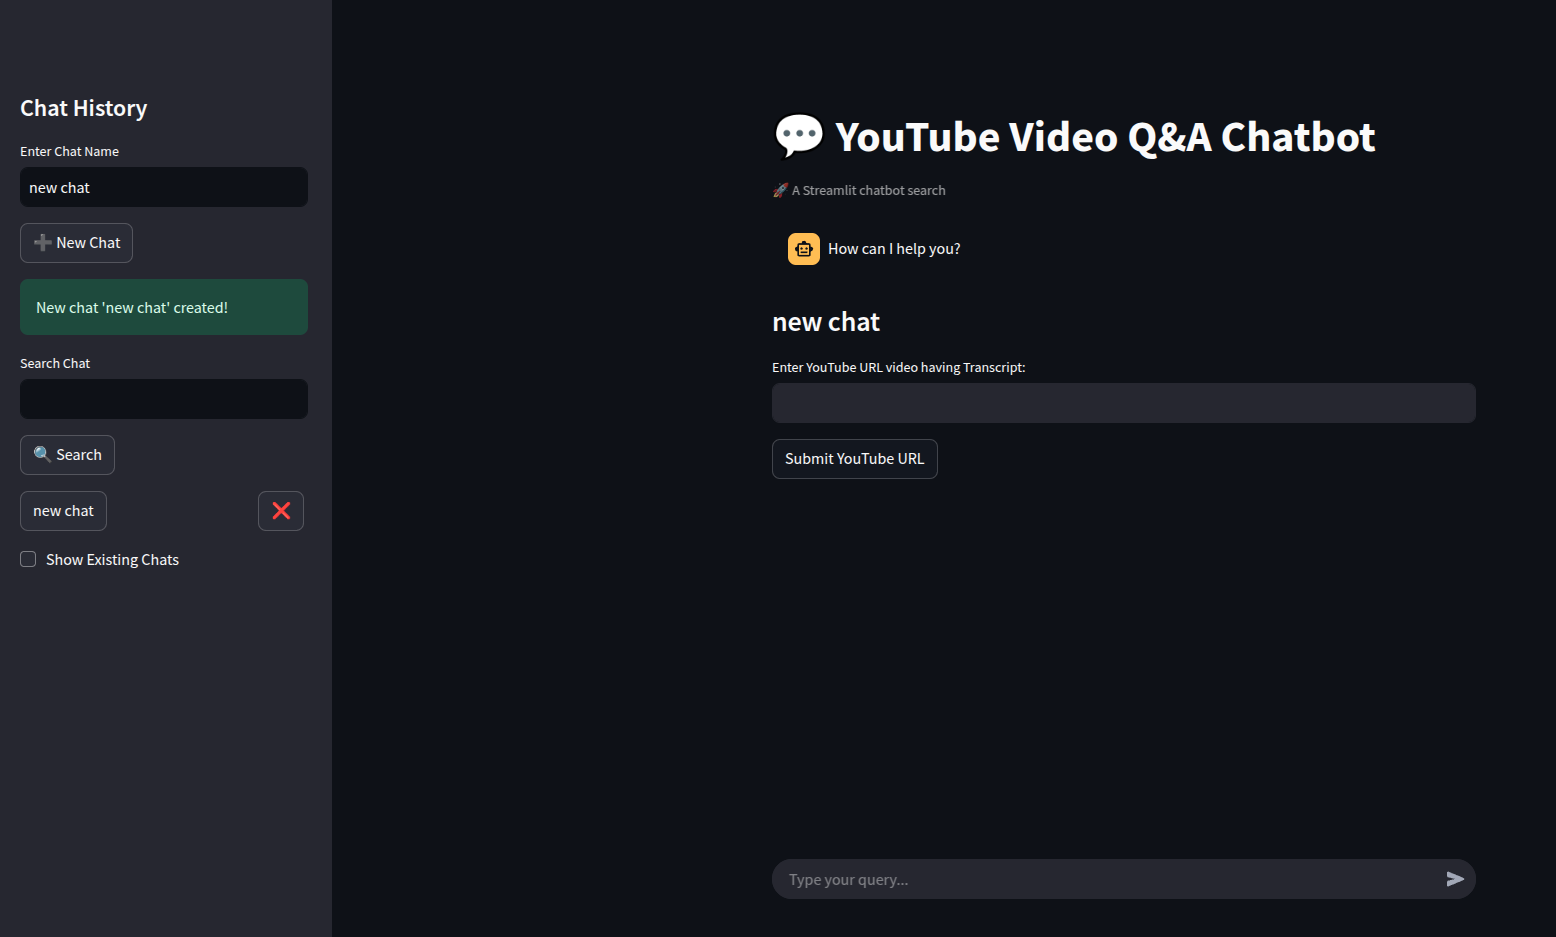 Chat History
Enter Chat Name
new chat
➕ New Chat
New chat 'new chat' created!
Search Chat
🔍 Search
new chat ❌
Show Existing Chats
💬 YouTube Video Q&A Chatbot
🚀 A Streamlit chatbot search
How can I help you?
new chat
Enter YouTube URL video having Transcript:
Submit YouTube URL
Type your query...